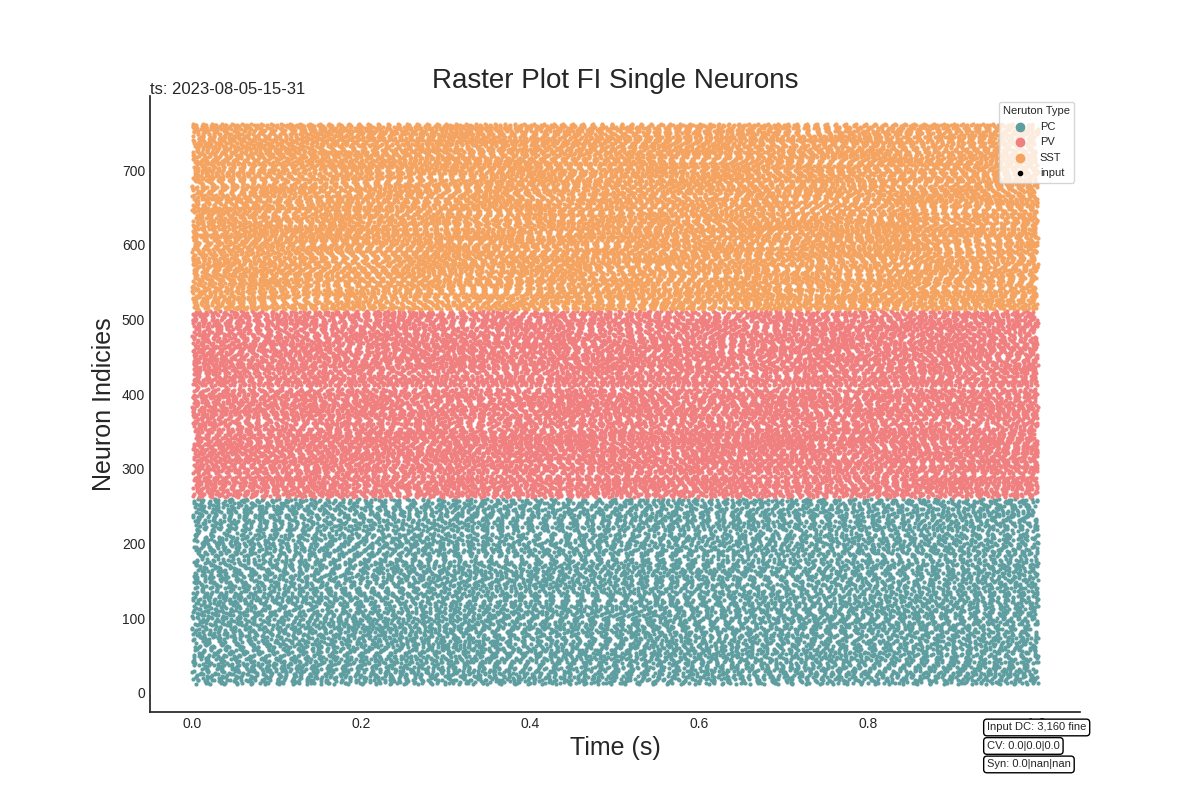 Raster Plot FI Single Neurons
ts: 2023-08-05-15-31
Neruton Type
PC
PV
SST
input
Neuron Indicies
700
600
500
400
300
200
100
0
0.0 0.2 0.4 0.6 0.8
Time (s)
Input DC: 3,160 fine
CV: 0.0|0.0|0.0
Syn: 0.0|nan|nan